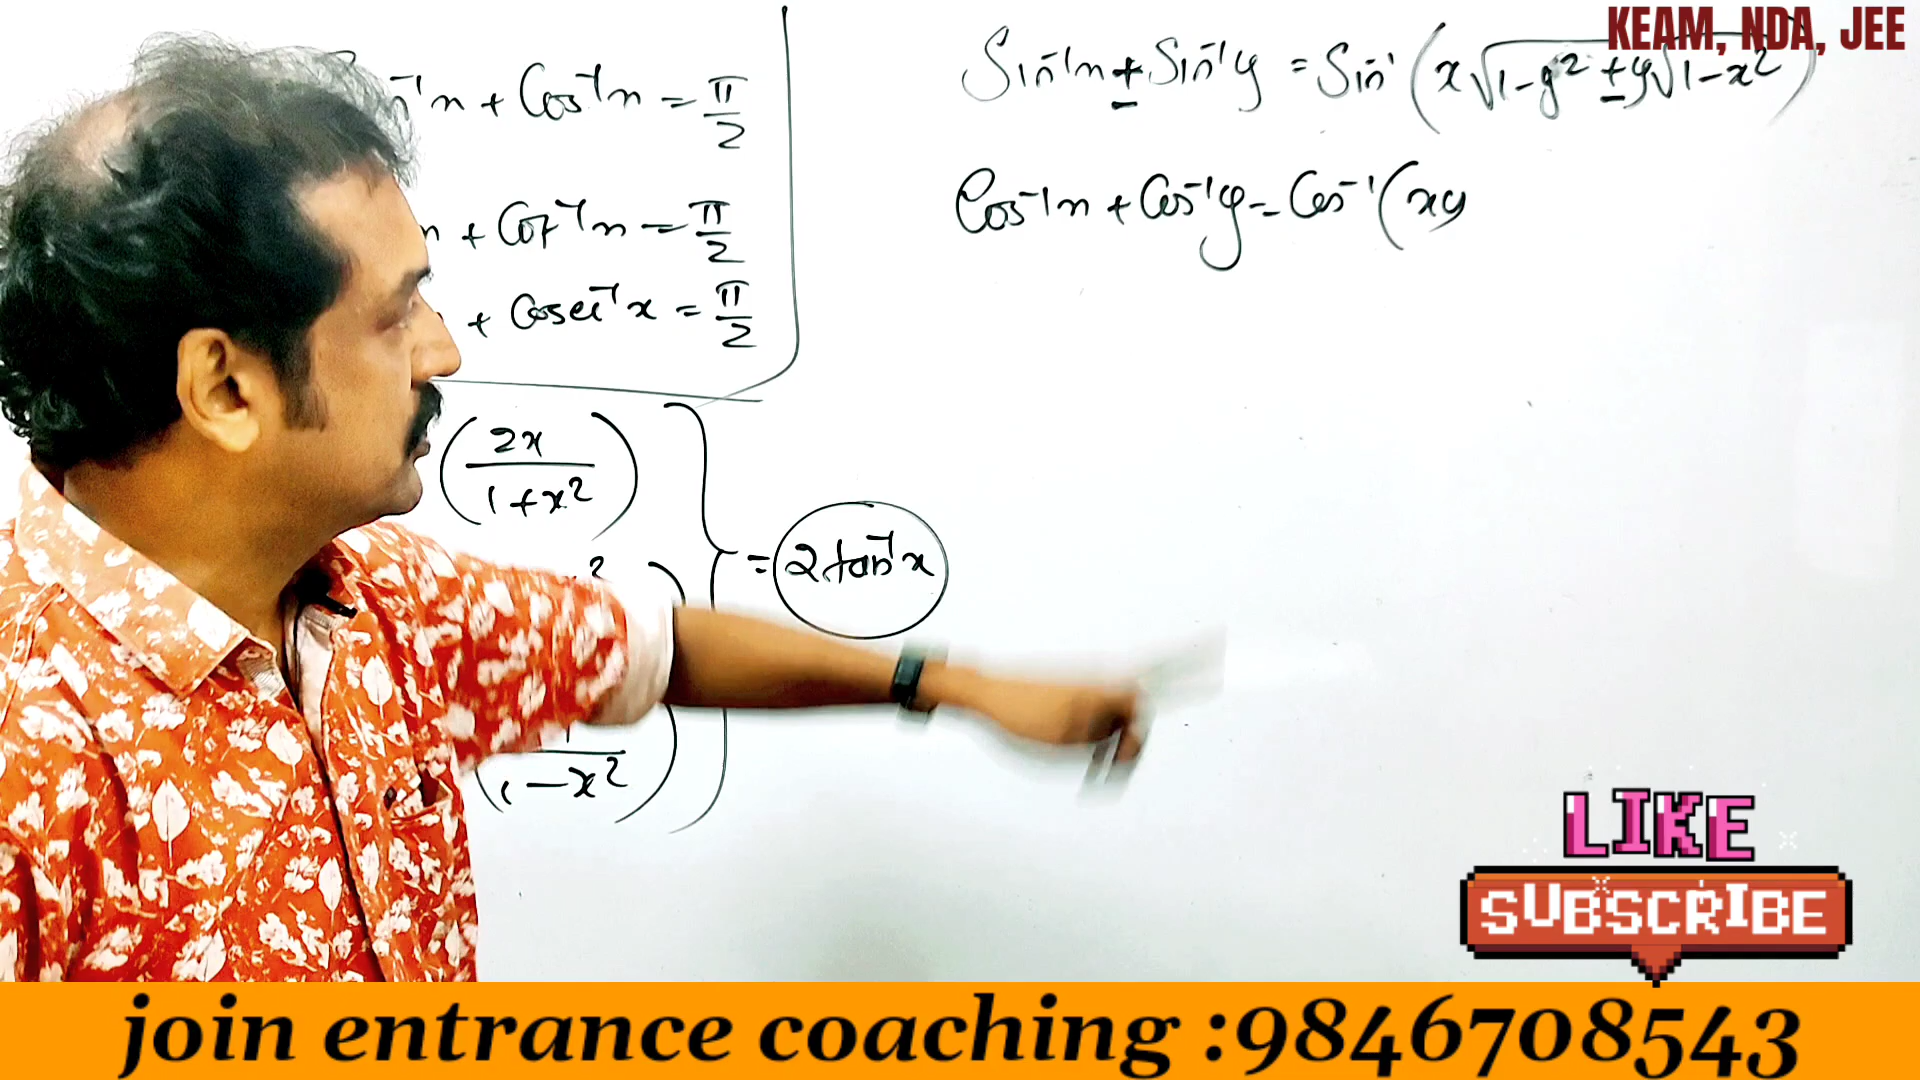 KEAM, NDA, JEE
x + Cos⁻¹x = π/2
+ Cot⁻¹x = π/2
+ Cosec⁻¹x = π/2
(2x / 1+x²)
2
1-x²
= 2tan⁻¹x
Sin⁻¹x ± Sin⁻¹y = Sin⁻¹(x√1-y² ± y√1-x²)
Cos⁻¹x + Cos⁻¹y = Cos⁻¹(xy
LIKE
SUBSCRIBE
join entrance coaching :9846708543